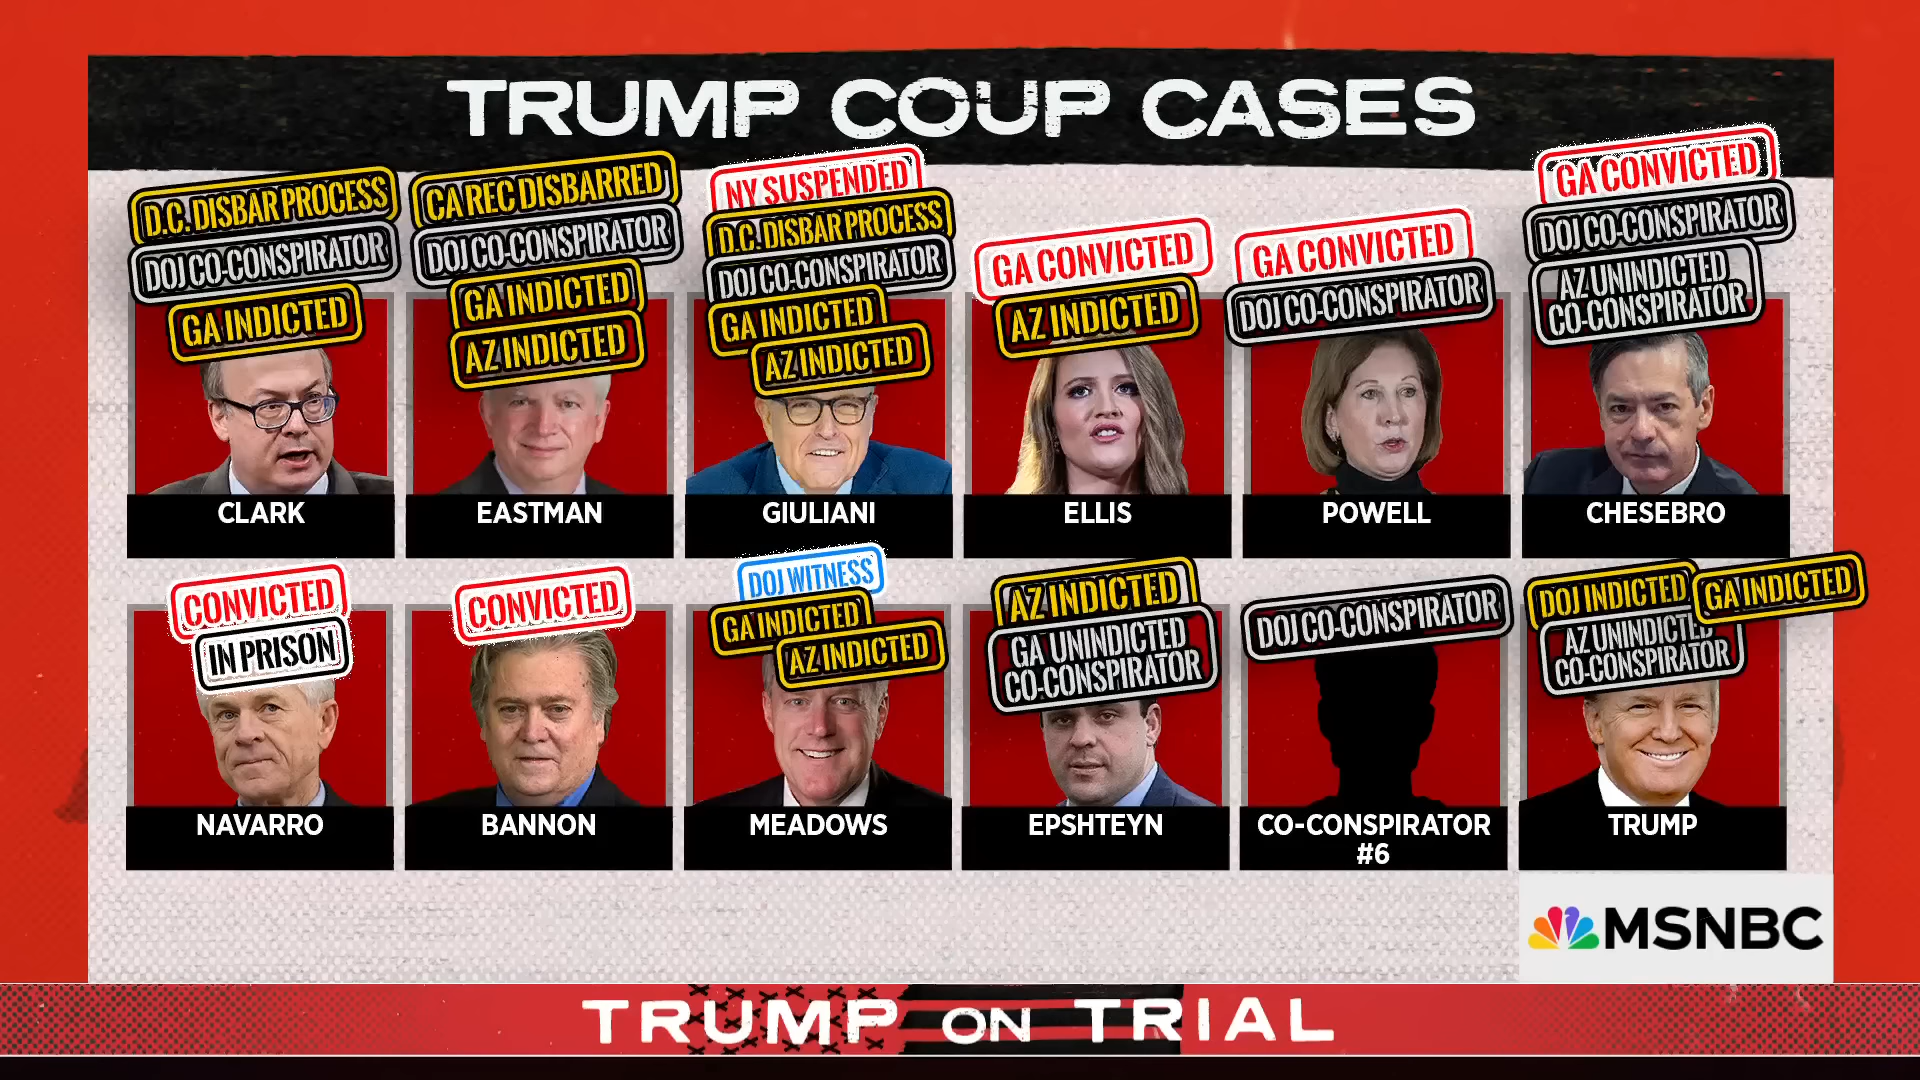 TRUMP COUP CASES
D.C. DISBAR PROCESS
DOJ CO-CONSPIRATOR
GA INDICTED
CLARK
CA REC DISBARRED
DOJ CO-CONSPIRATOR
GA INDICTED
AZ INDICTED
EASTMAN
NY SUSPENDED
D.C. DISBAR PROCESS
DOJ CO-CONSPIRATOR
GA INDICTED
AZ INDICTED
GIULIANI
GA CONVICTED
AZ INDICTED
ELLIS
GA CONVICTED
DOJ CO-CONSPIRATOR
POWELL
GA CONVICTED
DOJ CO-CONSPIRATOR
AZ UNINDICTED
CO-CONSPIRATOR
CHESEBRO
CONVICTED
IN PRISON
NAVARRO
CONVICTED
BANNON
DOJ WITNESS
GA INDICTED
AZ INDICTED
MEADOWS
AZ INDICTED
GA UNINDICTED
CO-CONSPIRATOR
EPSHTEYN
DOJ CO-CONSPIRATOR
CO-CONSPIRATOR
#6
DOJ INDICTED
GA INDICTED
AZ UNINDICTED
CO-CONSPIRATOR
TRUMP
MSNBC
TRUMP ON TRIAL